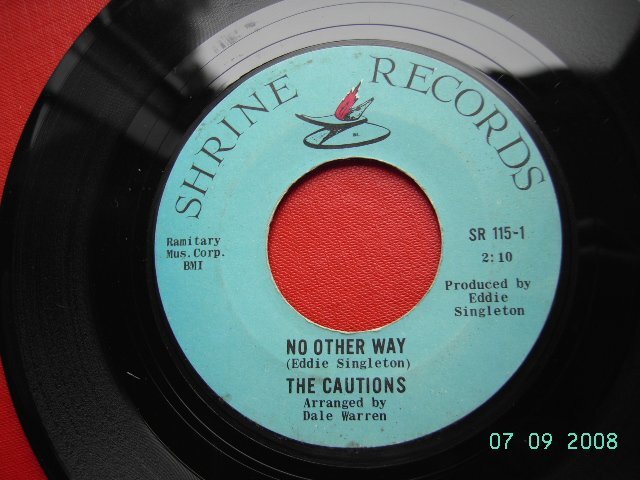 SHRINE RECORDS
Ramitary
Mus. Corp.
BMI
SR 115-1
2:10
Produced by
Eddie
Singleton
NO OTHER WAY
(Eddie Singleton)
THE CAUTIONS
Arranged by
Dale Warren
07 09 2008